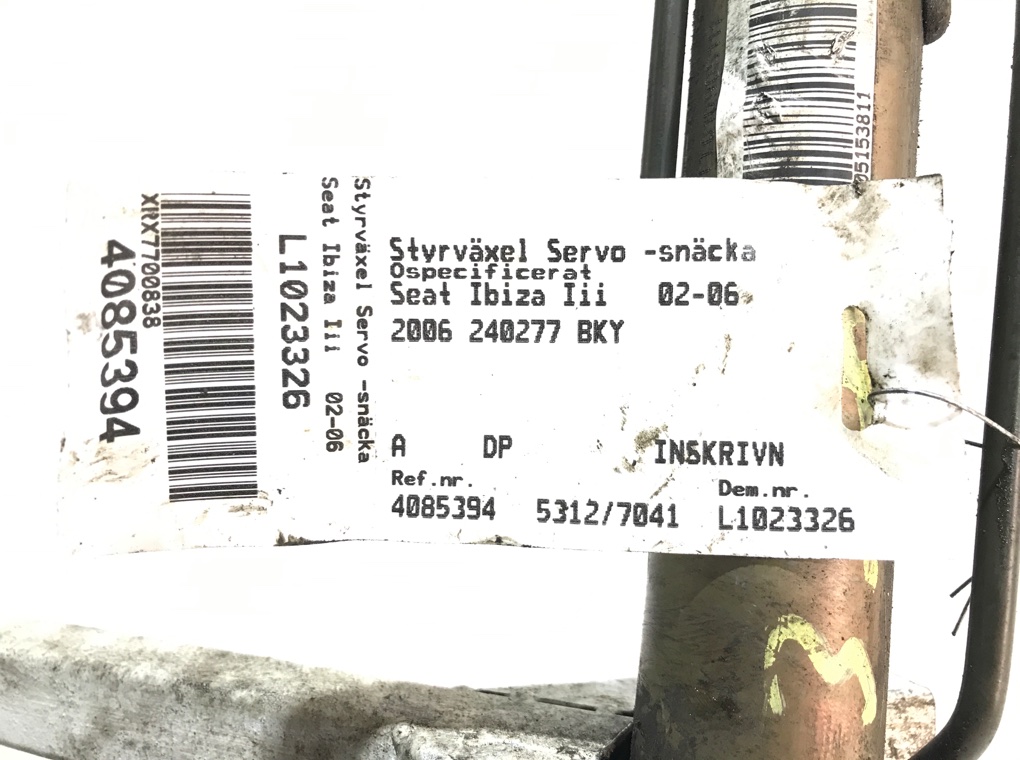 Styrväxel Servo -snäcka
Ospecificerat
Seat Ibiza Iii 02-06
2006 240277 BKY
A DP INSKRIVN
Ref.nr. Dem.nr.
4085394 5312/7041 L1023326
Styrväxel Servo -snäcka
Seat Ibiza Iii 02-06
L1023326
XRX7700838
4085394
05153811